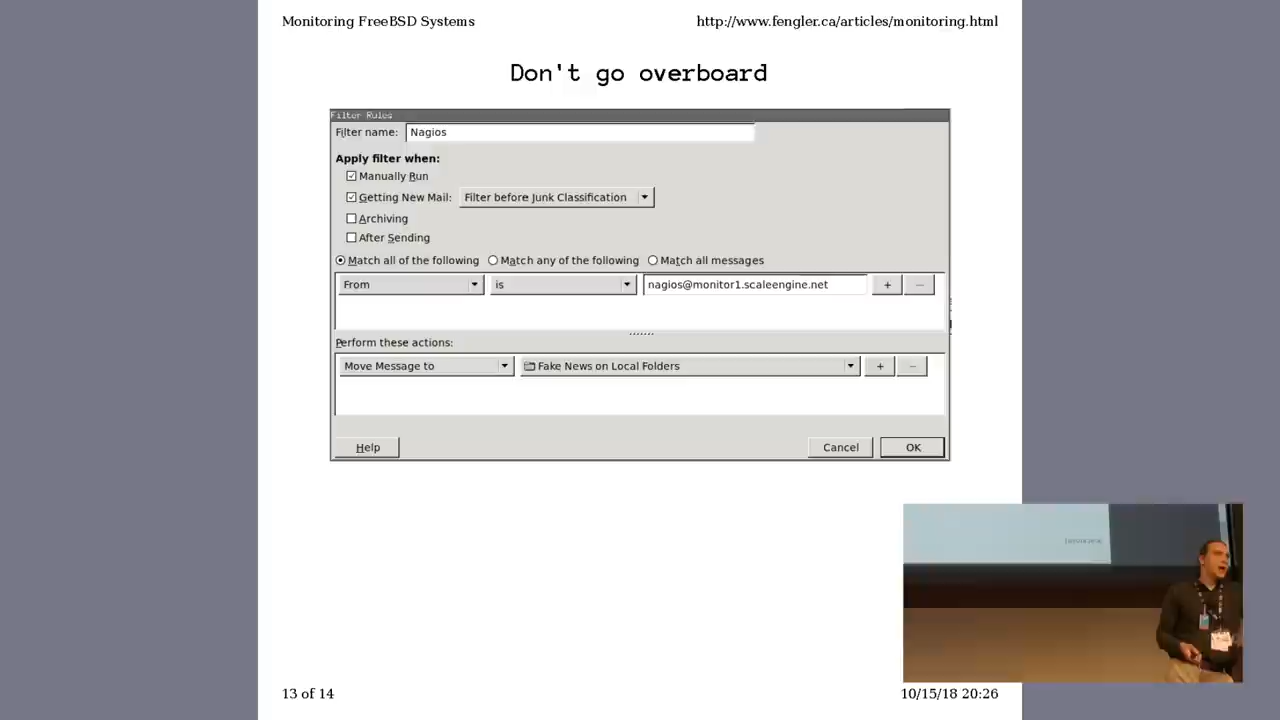 Monitoring FreeBSD Systems http://www.fengler.ca/articles/monitoring.html
Don't go overboard
Filter Rules
Filter name: Nagios
Apply filter when:
Manually Run
Getting New Mail: Filter before Junk Classification
Archiving
After Sending
Match all of the following Match any of the following Match all messages
From is nagios@monitor1.scaleengine.net + −
Perform these actions:
Move Message to Fake News on Local Folders + −
Help Cancel OK
13 of 14 10/15/18 20:26